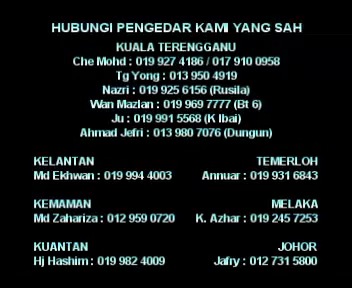 HUBUNGI PENGEDAR KAMI YANG SAH
KUALA TERENGGANU
Che Mohd : 019 927 4186 / 017 910 0958
Tg Yong : 013 950 4919
Nazri : 019 925 6156 (Rusila)
Wan Mazlan : 019 969 7777 (Bt 6)
Ju : 019 991 5568 (K Ibai)
Ahmad Jefri : 013 980 7076 (Dungun)
KELANTAN
Md Ekhwan : 019 994 4003
TEMERLOH
Annuar : 019 931 6843
KEMAMAN
Md Zahariza : 012 959 0720
MELAKA
K. Azhar : 019 245 7253
KUANTAN
Hj Hashim : 019 982 4009
JOHOR
Jafry : 012 731 5800